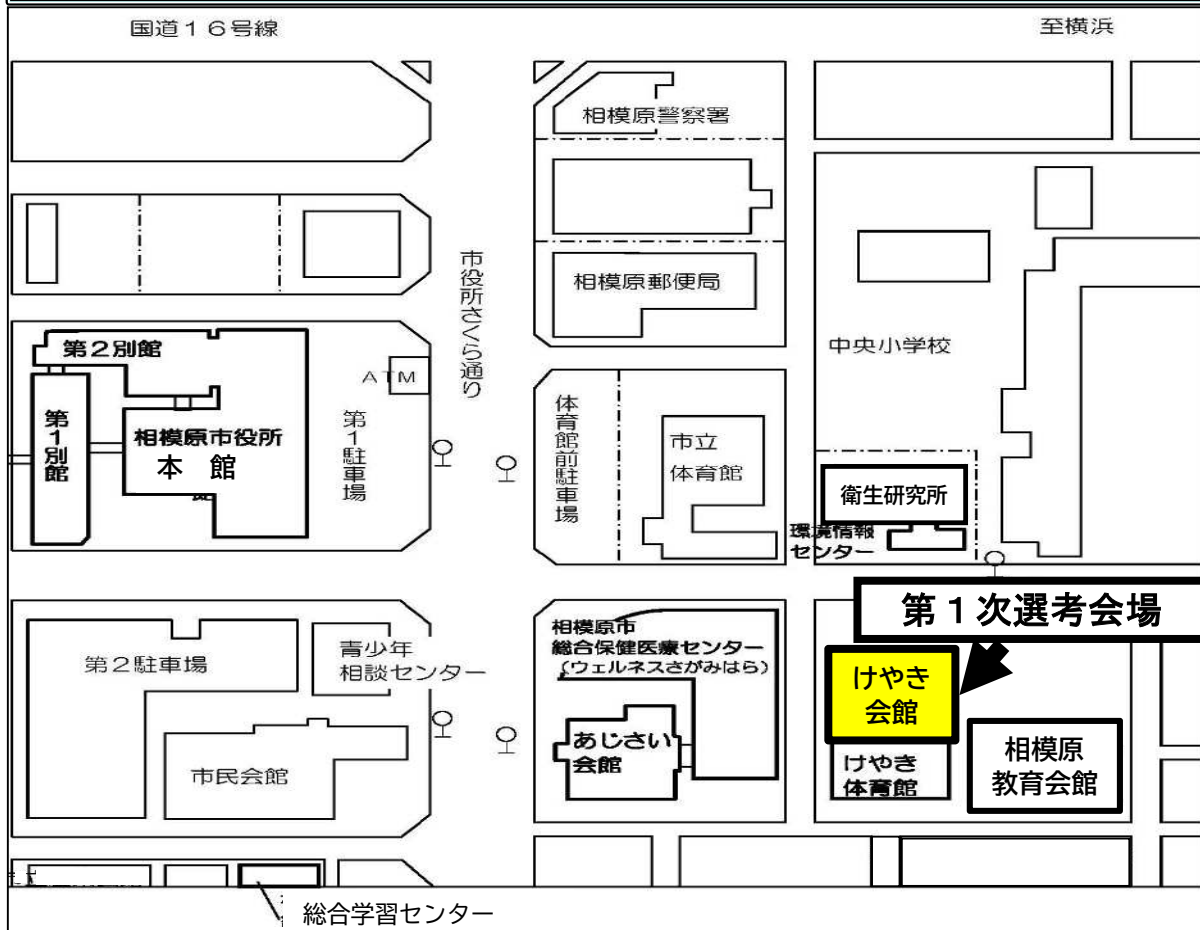 国道１６号線
至横浜
相模原警察署
市役所さくら通り
相模原郵便局
中央小学校
第２別館
ATM
第１別館
相模原市役所
本　館
館
第１駐車場
体育館前駐車場
市立
体育館
衛生研究所
環境情報
センター
第１次選考会場
第２駐車場
青少年
相談センター
相模原市
総合保健医療センター
（ウェルネスさがみはら）
けやき
会館
あじさい
会館
市民会館
けやき
体育館
相模原
教育会館
総合学習センター